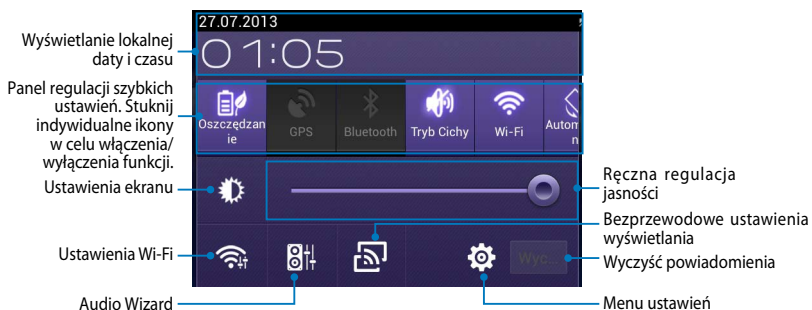 Wyświetlanie lokalnej
daty i czasu
Panel regulacji szybkich
ustawień. Stuknij
indywidualne ikony
w celu włączenia/
wyłączenia funkcji.
Ustawienia ekranu
Ustawienia Wi-Fi
Audio Wizard
27.07.2013
01:05
Oszczędzan
ie
GPS
Bluetooth
Tryb Cichy
Wi-Fi
Autom
n
Wyc...
Ręczna regulacja
jasności
Bezprzewodowe ustawienia
wyświetlania
Wyczyść powiadomienia
Menu ustawień